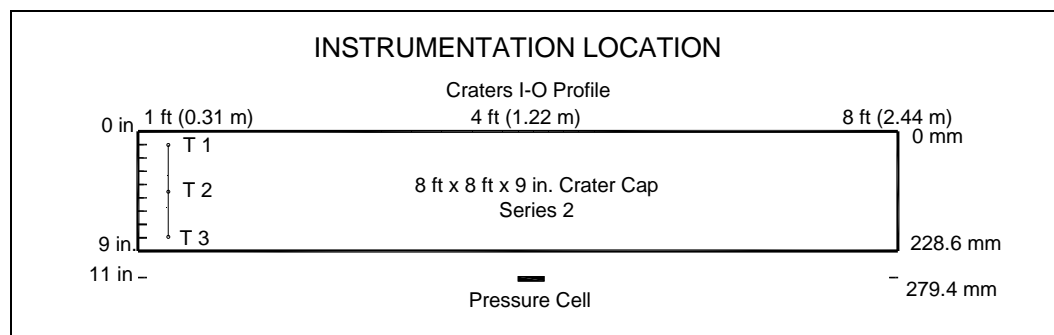 INSTRUMENTATION LOCATION
Craters I-O Profile
1 ft (0.31 m) 4 ft (1.22 m) 8 ft (2.44 m)
0 in 0 mm
T 1
T 2
8 ft x 8 ft x 9 in. Crater Cap
Series 2
T 3
9 in. 228.6 mm
11 in 279.4 mm
Pressure Cell